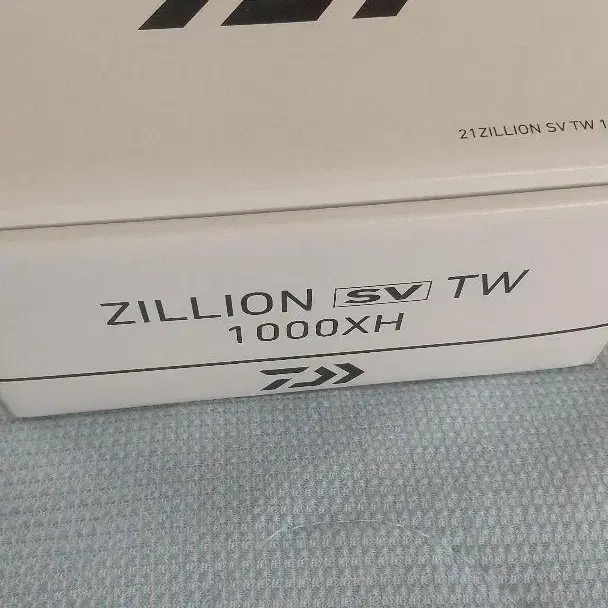 21ZILLION SV TW 1
ZILLION SV TW
1000XH